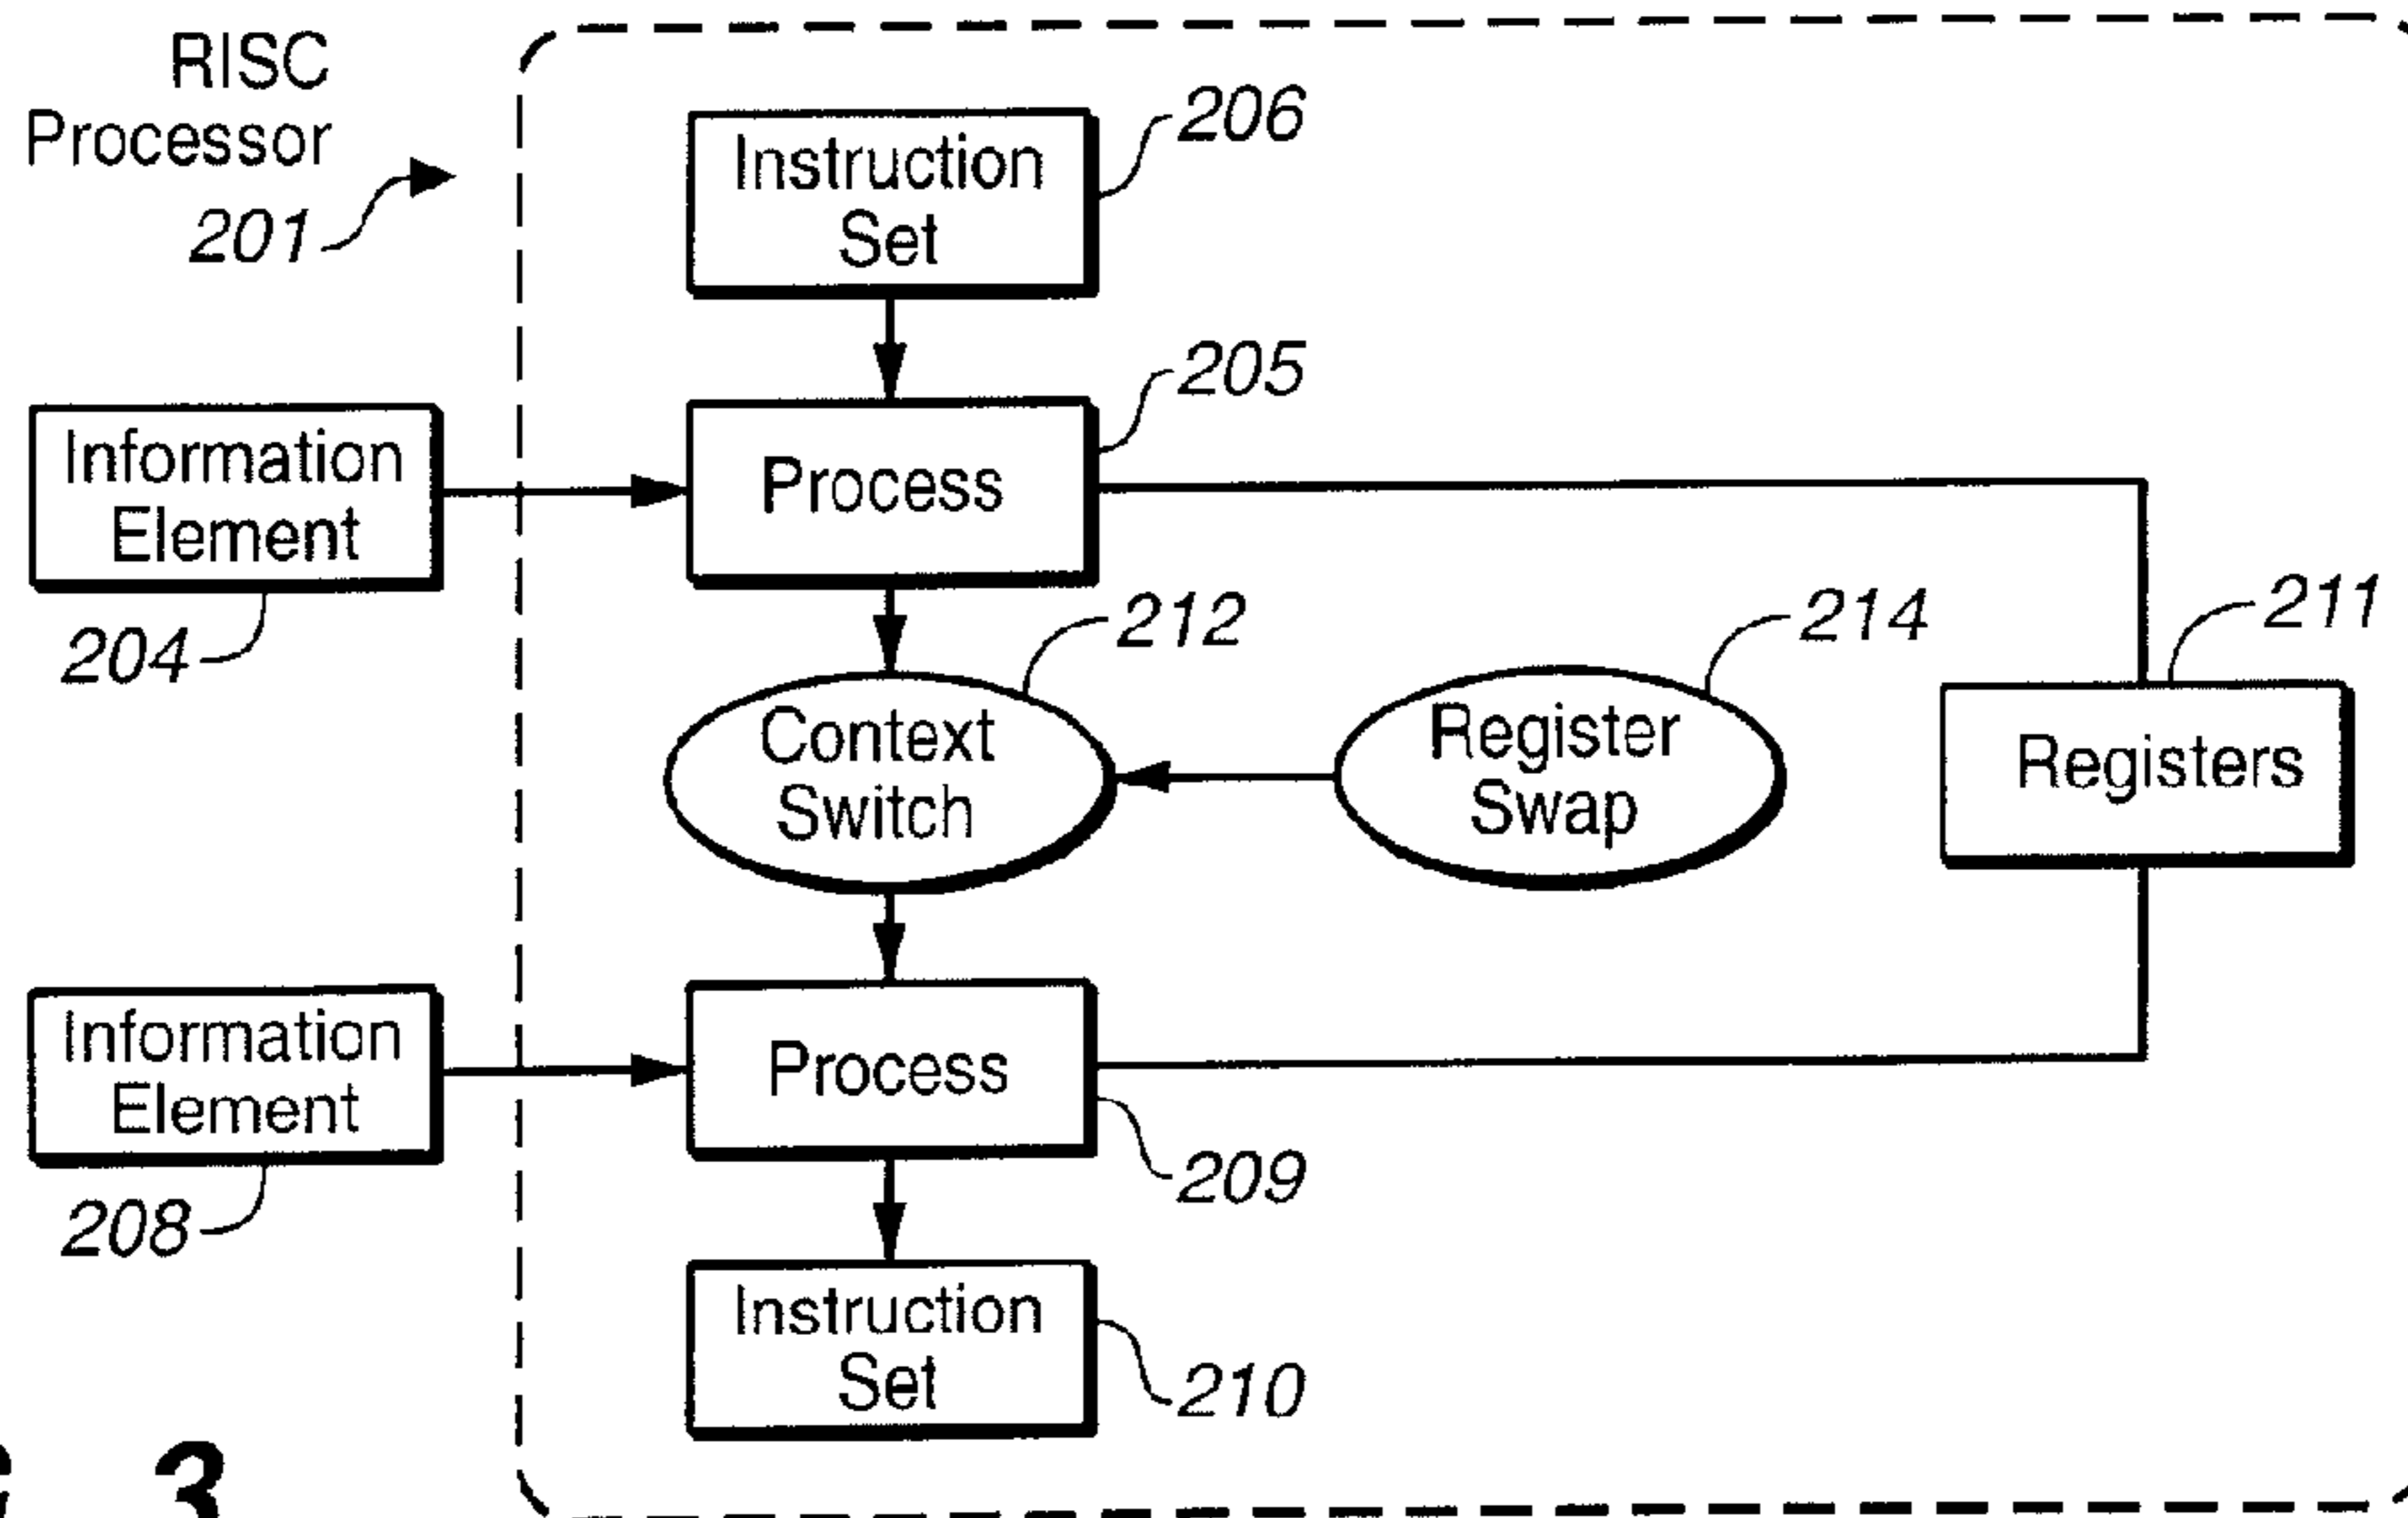 RISC
Processor
201
Instruction
Set
206
Process
205
Information
Element
204
Context
Switch
212
Register
Swap
214
Registers
211
Information
Element
208
Process
209
Instruction
Set
210
3